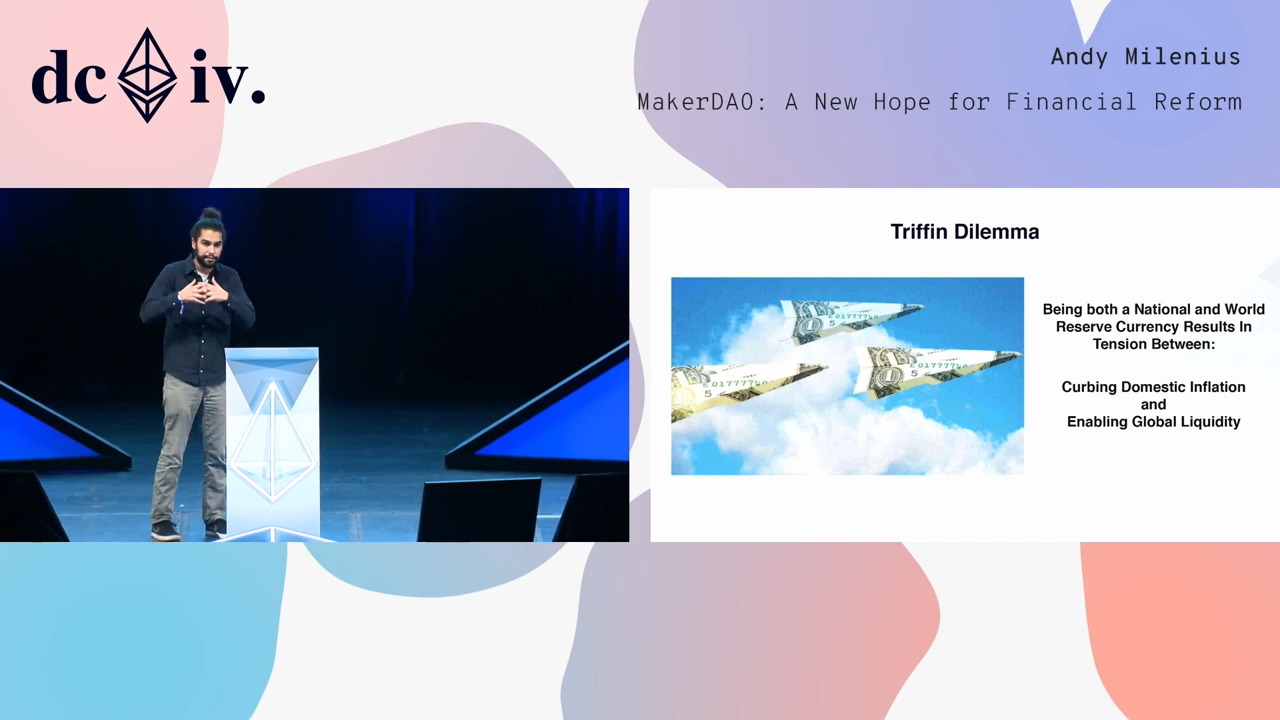 dc iv.
Andy Milenius
MakerDAO: A New Hope for Financial Reform
Triffin Dilemma
Being both a National and World
Reserve Currency Results In
Tension Between:
Curbing Domestic Inflation
and
Enabling Global Liquidity